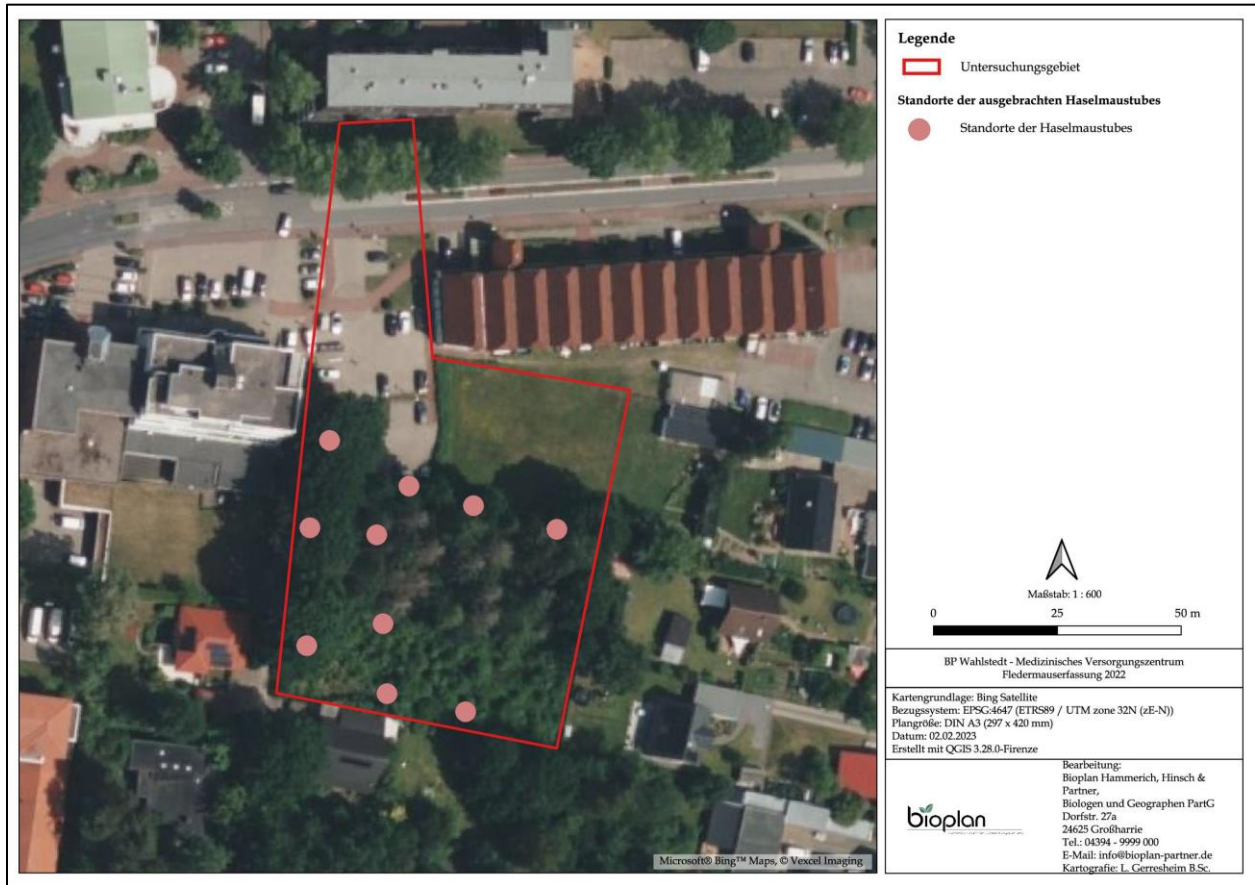 Legende
Untersuchungsgebiet
Standorte der ausgebrachten Haselmaustubes
Standorte der Haselmaustubes
Maßstab: 1 : 600
0 25 50 m
BP Wahlstedt - Medizinisches Versorgungszentrum
Fledermauserfassung 2022
Kartengrundlage: Bing Satellite
Bezugssystem: EPSG:4647 (ETRS89 / UTM zone 32N (zE-N))
Plangröße: DIN A3 (297 x 420 mm)
Datum: 02.02.2023
Erstellt mit QGIS 3.28.0-Firenze
bioplan
Bearbeitung:
Bioplan Hammerich, Hinsch &
Partner,
Biologen und Geographen PartG
Dorfstr. 27a
24625 Großharrie
Tel.: 04394 - 9999 000
E-Mail: info@bioplan-partner.de
Kartografie: L. Gerresheim B.Sc.
Microsoft® Bing™ Maps, © Vexcel Imaging